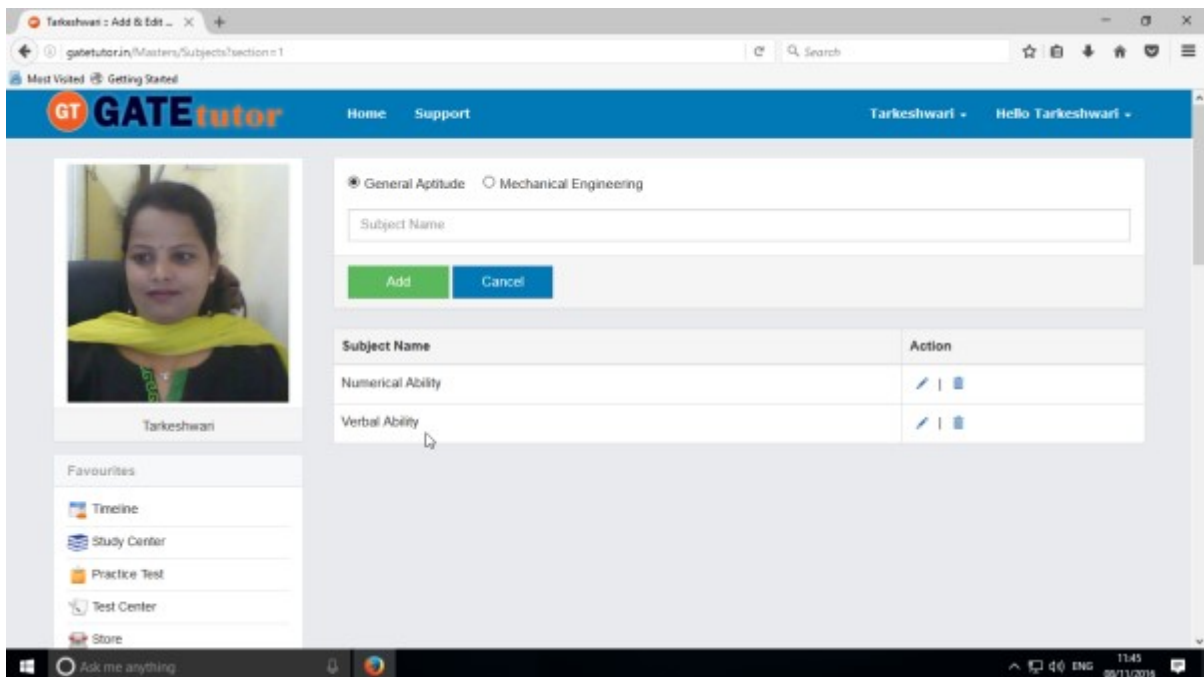 Tarkeshwari :: Add & Edit ...
gatetutor.in/Masters/Subjects?section=1
Search
Most Visited Getting Started
GT GATEtutor Home Support Tarkeshwari Hello Tarkeshwari
General Aptitude Mechanical Engineering
Subject Name
Add Cancel
Subject Name Action
Numerical Ability |
Verbal Ability |
Tarkeshwari
Favourites
Timeline
Study Center
Practice Test
Test Center
Store
Ask me anything ENG 11:45
/11/2016